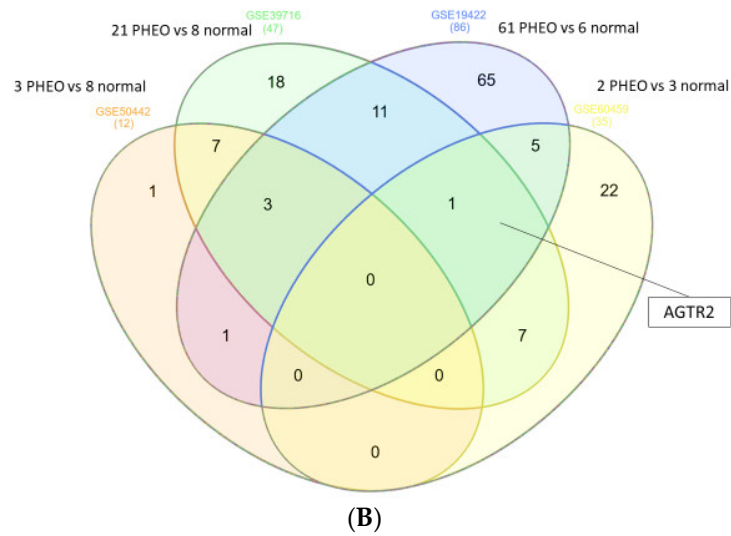 21 PHEO vs 8 normal
GSE39716
(47)
GSE19422
(86)
61 PHEO vs 6 normal
3 PHEO vs 8 normal
GSE50442
(12)
2 PHEO vs 3 normal
GSE60459
(35)
18
65
11
7
5
1
22
3
1
0
AGTR2
1
7
0
0
0
(B)